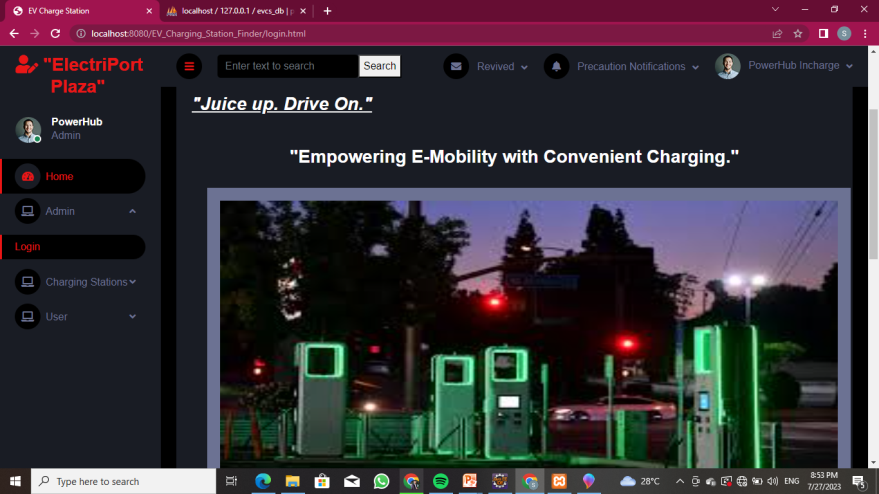 EV Charge Station
localhost / 127.0.0.1 / evcs_db | p
localhost:8080/EV_Charging_Station_Finder/login.html
S
"ElectriPort
Plaza"
Enter text to search
Search
Revived
Precaution Notifications
PowerHub Incharge
PowerHub
Admin
Home
Admin
Login
Charging Stations
User
"Juice up. Drive On."
"Empowering E-Mobility with Convenient Charging."
Type here to search
28°C
ENG
8:53 PM
7/27/2023
5